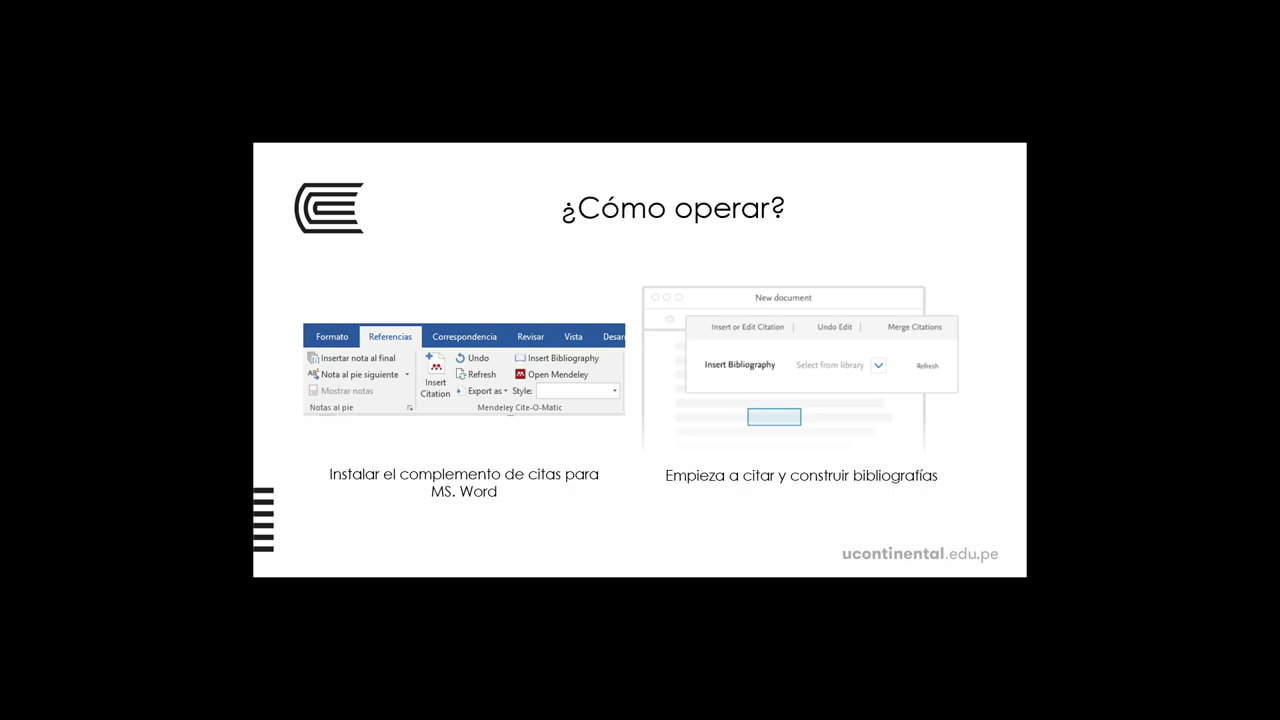 ¿Cómo operar?
Formato Referencias Correspondencia Revisar Vista Desar
Insertar nota al final
AB¹ Nota al pie siguiente
Mostrar notas
Notas al pie
Insert
Citation
Undo
Refresh
Export as
Insert Bibliography
Open Mendeley
Style:
Mendeley Cite-O-Matic
New document
Insert or Edit Citation | Undo Edit | Merge Citations
Insert Bibliography Select from library Refresh
Instalar el complemento de citas para
MS. Word
Empieza a citar y construir bibliografías
ucontinental.edu.pe